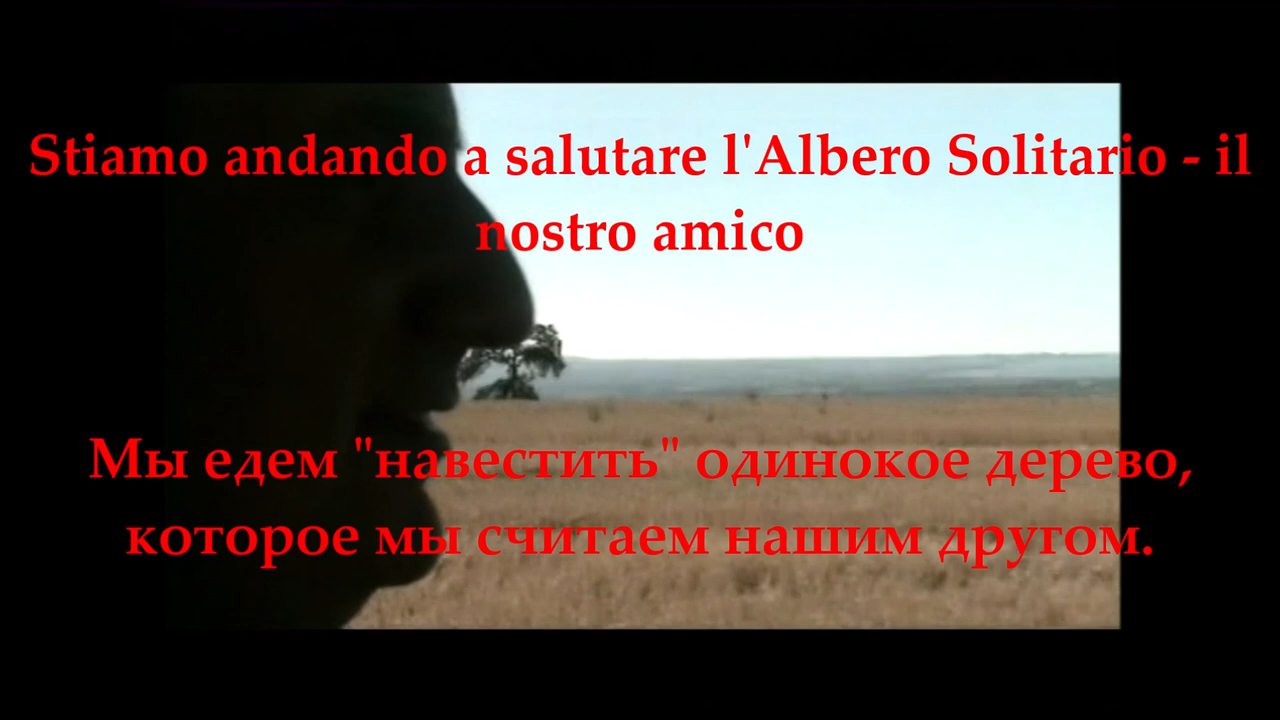 Stiamo andando a salutare l'Albero Solitario - il
nostro amico
Мы едем "навестить" одинокое дерево,
которое мы считаем нашим другом.